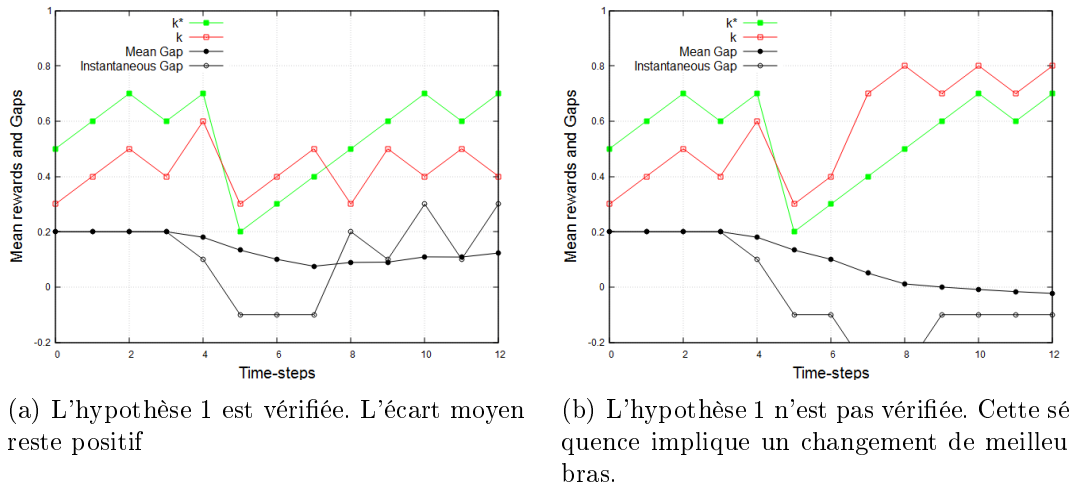 1
0.8
0.6
0.4
0.2
0
-0.2
0 2 4 6 8 10 12
Mean rewards and Gaps
Time-steps
k*
k
Mean Gap
Instantaneous Gap
(a) L'hypothèse 1 est vérifiée. L'écart moyen
reste positif
1
0.8
0.6
0.4
0.2
0
-0.2
0 2 4 6 8 10 12
Mean rewards and Gaps
Time-steps
k*
k
Mean Gap
Instantaneous Gap
(b) L'hypothèse 1 n'est pas vérifiée. Cette sé
quence implique un changement de meilleu
bras.